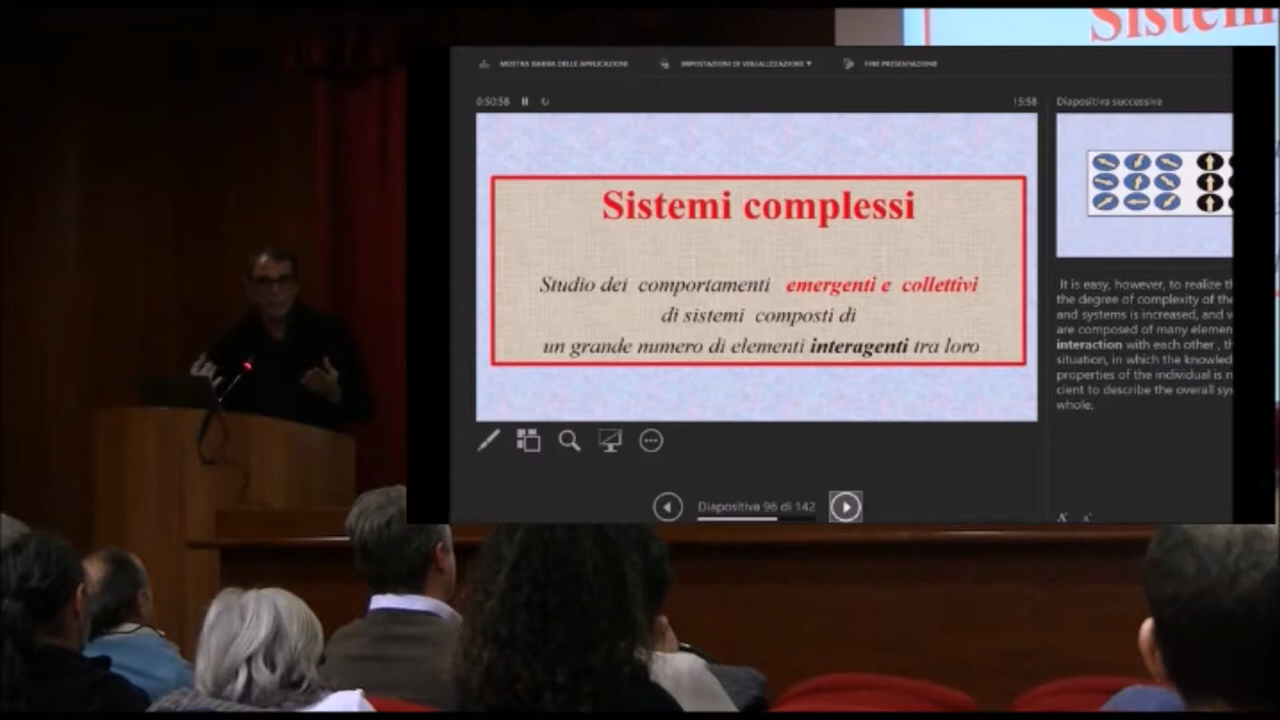 Sistem
MOSTRA BARRA DELLE APPLICAZIONI IMPOSTAZIONI DI VISUALIZZAZIONE ▼ FINE PRESENTAZIONE
0:50:58 15:58 Diapositiva successiva
Sistemi complessi
Studio dei comportamenti emergenti e collettivi
di sistemi composti di
un grande numero di elementi interagenti tra loro
It is easy, however, to realize th
the degree of complexity of the
and systems is increased, and v
are composed of many elemen
interaction with each other , th
situation, in which the knowled
properties of the individual is n
cient to describe the overall sys
whole.
Diapositiva 96 di 142
A A